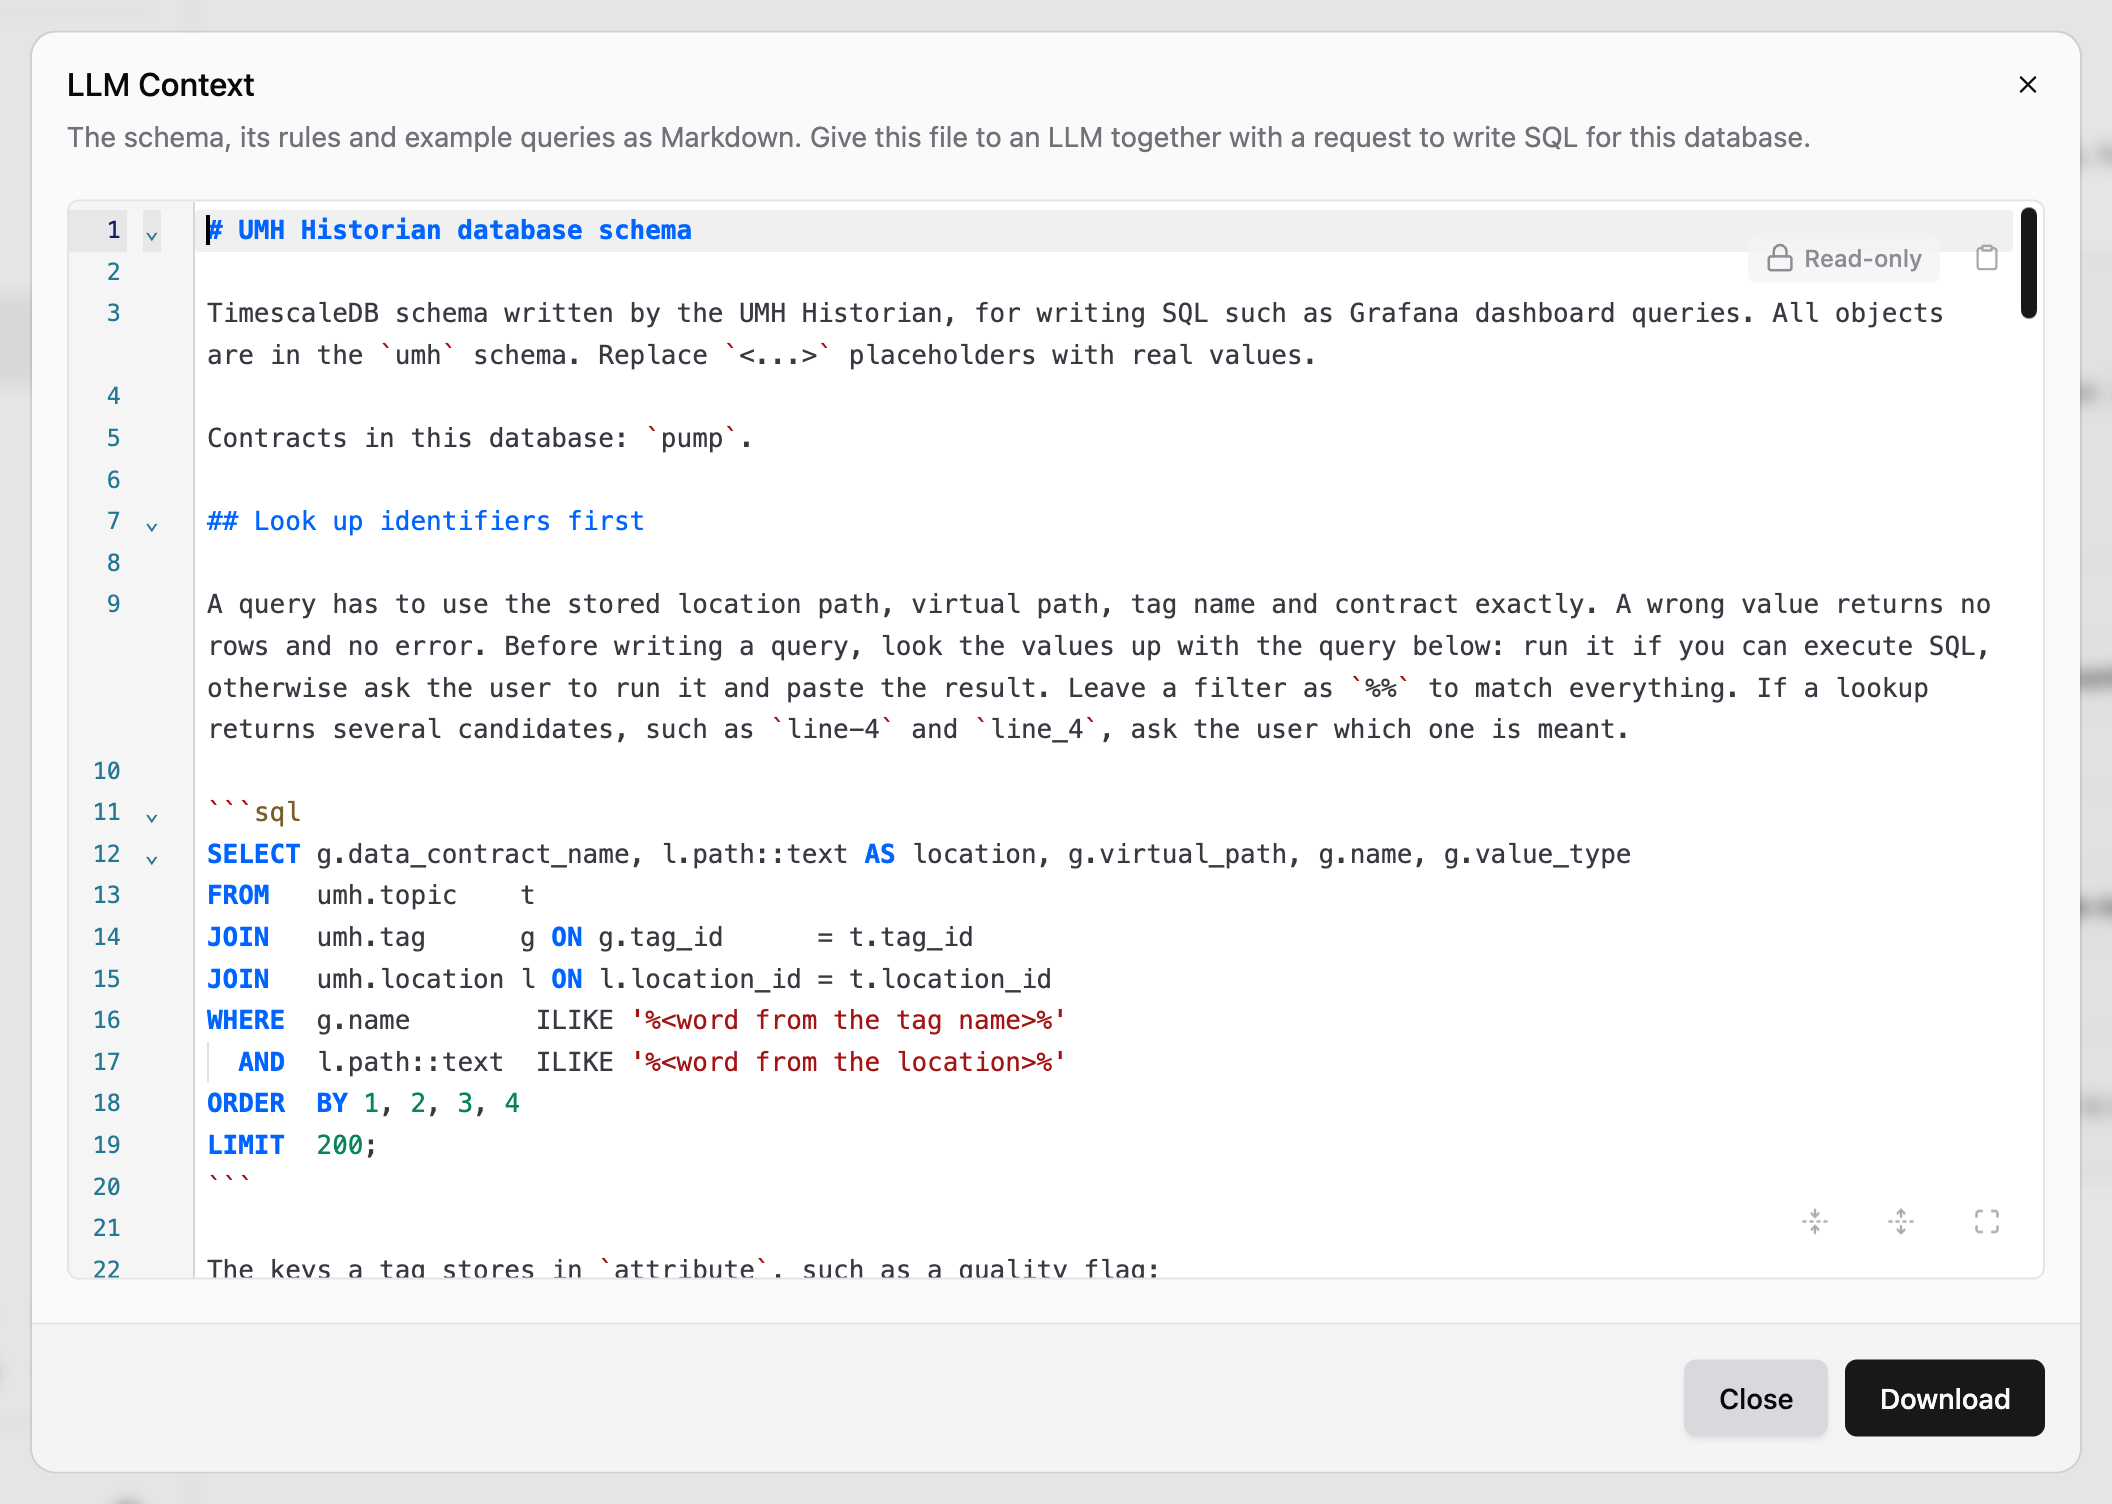 LLM Context
The schema, its rules and example queries as Markdown. Give this file to an LLM together with a request to write SQL for this database.
1 # UMH Historian database schema
Read-only
2
3 TimescaleDB schema written by the UMH Historian, for writing SQL such as Grafana dashboard queries. All objects
are in the `umh` schema. Replace `<...>` placeholders with real values.
4
5 Contracts in this database: `pump`.
6
7 ## Look up identifiers first
8
9 A query has to use the stored location path, virtual path, tag name and contract exactly. A wrong value returns no
rows and no error. Before writing a query, look the values up with the query below: run it if you can execute SQL,
otherwise ask the user to run it and paste the result. Leave a filter as `%%` to match everything. If a lookup
returns several candidates, such as `line-4` and `line_4`, ask the user which one is meant.
10
11 ```sql
12 SELECT g.data_contract_name, l.path::text AS location, g.virtual_path, g.name, g.value_type
13 FROM   umh.topic    t
14 JOIN   umh.tag      g ON g.tag_id      = t.tag_id
15 JOIN   umh.location l ON l.location_id = t.location_id
16 WHERE  g.name        ILIKE '%<word from the tag name>%'
17   AND  l.path::text  ILIKE '%<word from the location>%'
18 ORDER  BY 1, 2, 3, 4
19 LIMIT  200;
20 ```
21
22 The keys a tag stores in `attribute`, such as a quality flag:
Close
Download